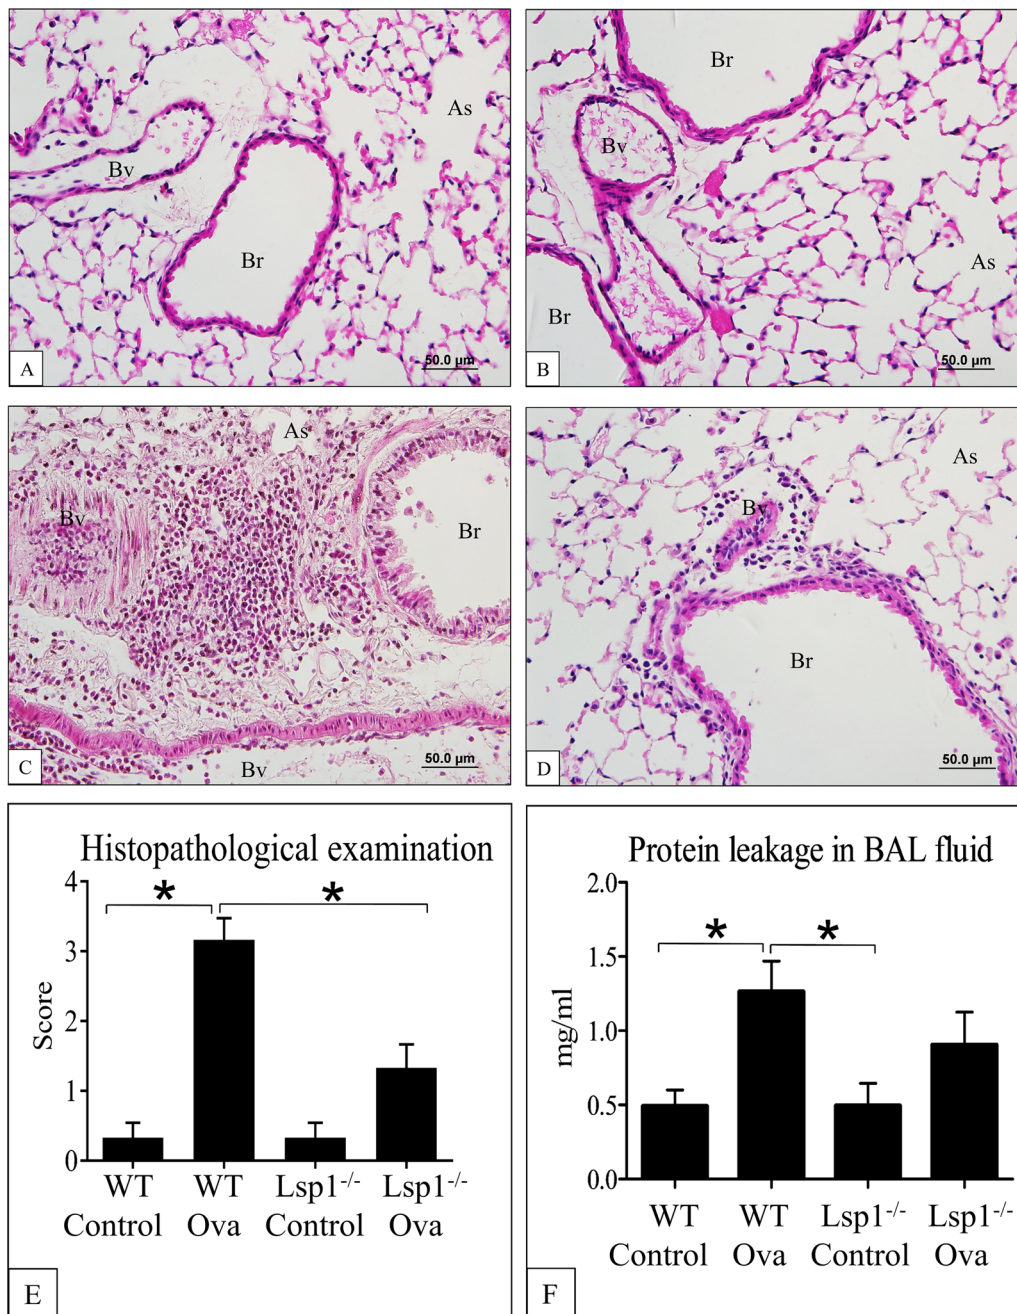 As
Bv
Br
A
50.0 µm
Br
Bv
As
Br
B
50.0 µm
As
Bv
Br
C
Bv
50.0 µm
As
Bv
Br
D
50.0 µm
Histopathological examination
4
3
2
1
0
Score
* *
WT Control
WT Ova
Lsp1-/- Control
Lsp1-/- Ova
E
Protein leakage in BAL fluid
2.0
1.5
1.0
0.5
0.0
mg/ml
* *
WT Control
WT Ova
Lsp1-/- Control
Lsp1-/- Ova
F